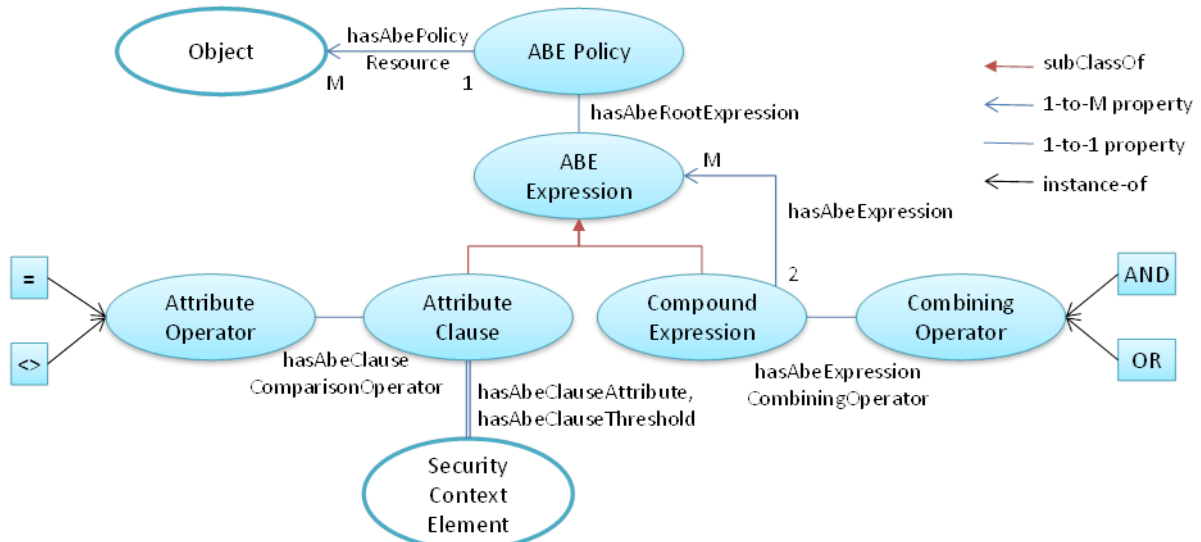 Object
hasAbePolicy
Resource
M
1
ABE Policy
subClassOf
1-to-M property
1-to-1 property
instance-of
hasAbeRootExpression
ABE
Expression
M
hasAbeExpression
2
=
<>
Attribute
Operator
Attribute
Clause
Compound
Expression
Combining
Operator
AND
OR
hasAbeClause
ComparisonOperator
hasAbeClauseAttribute,
hasAbeClauseThreshold
hasAbeExpression
CombiningOperator
Security
Context
Element